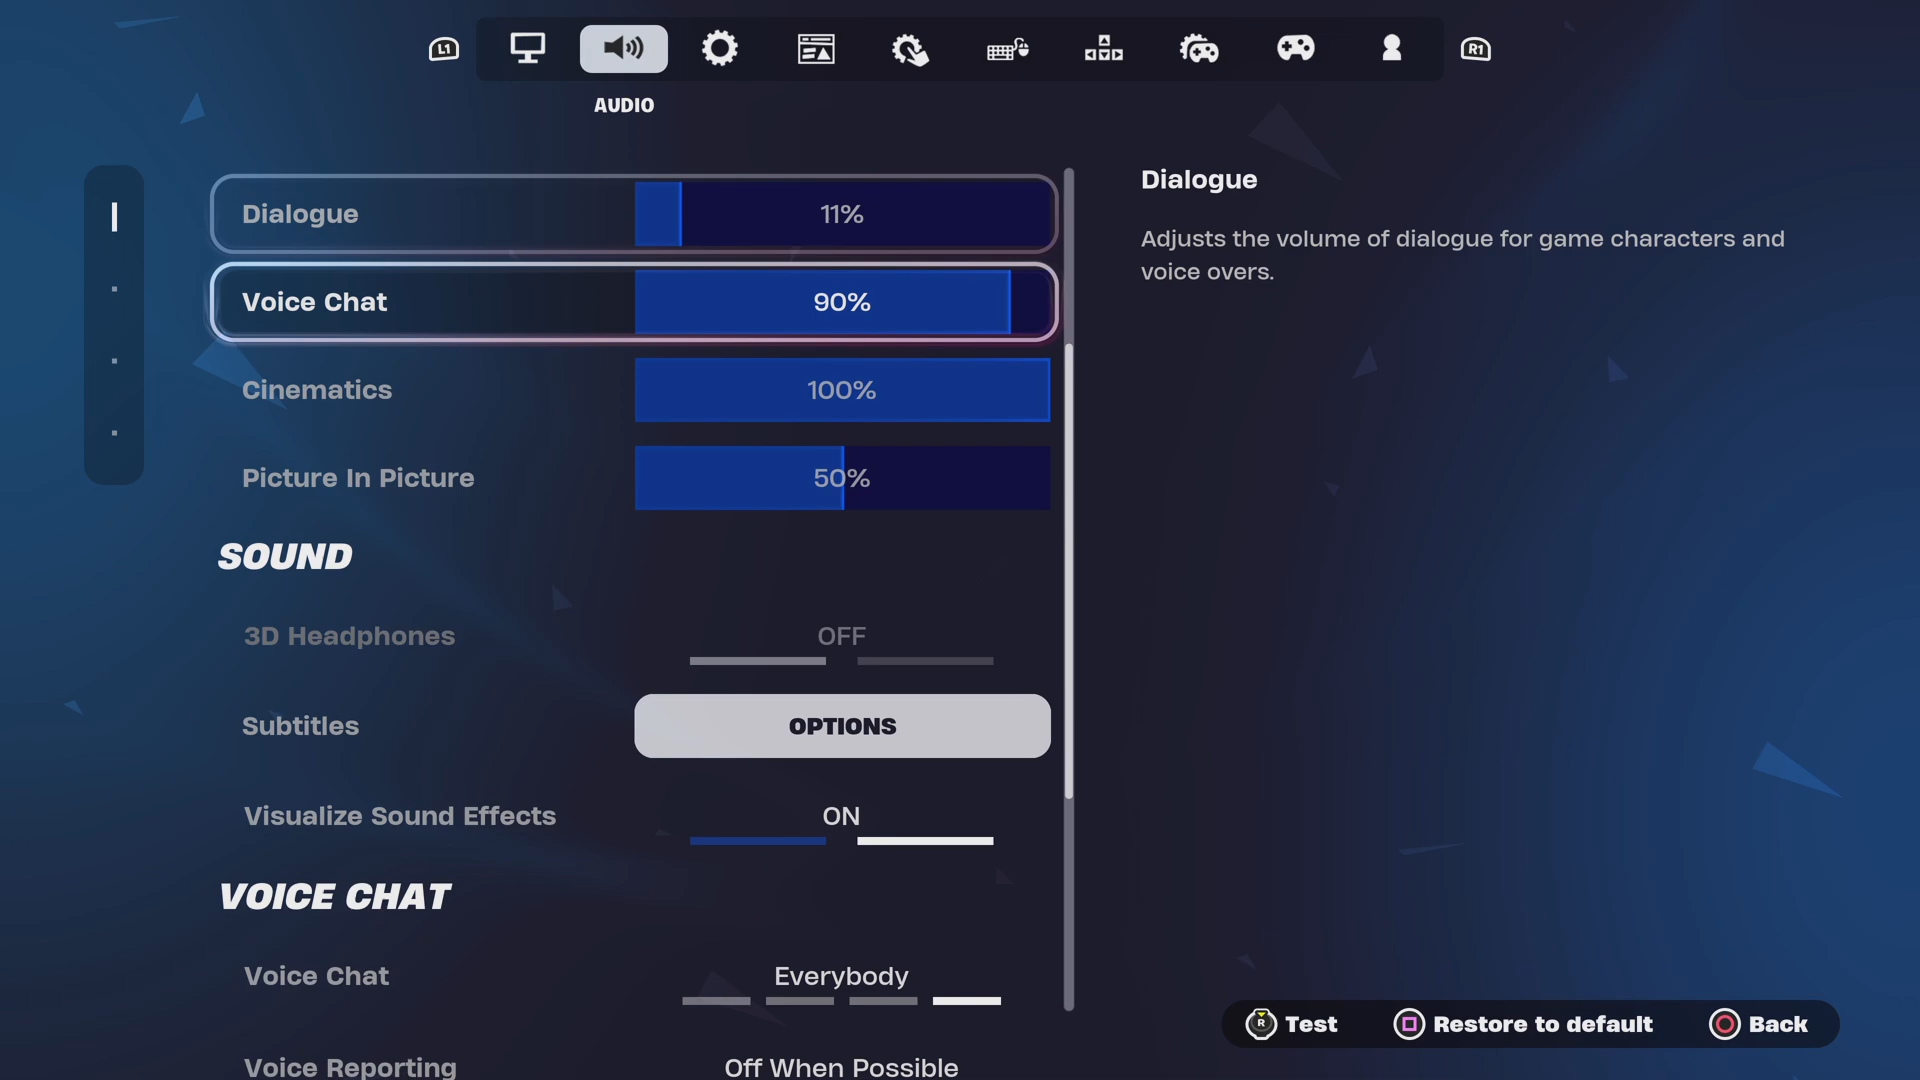 L1
R1
AUDIO
Dialogue
11%
Voice Chat
90%
Cinematics
100%
Picture In Picture
50%
SOUND
3D Headphones
OFF
Subtitles
OPTIONS
Visualize Sound Effects
ON
VOICE CHAT
Voice Chat
Everybody
Voice Reporting
Off When Possible
Dialogue
Adjusts the volume of dialogue for game characters and
voice overs.
R
Test
Restore to default
Back